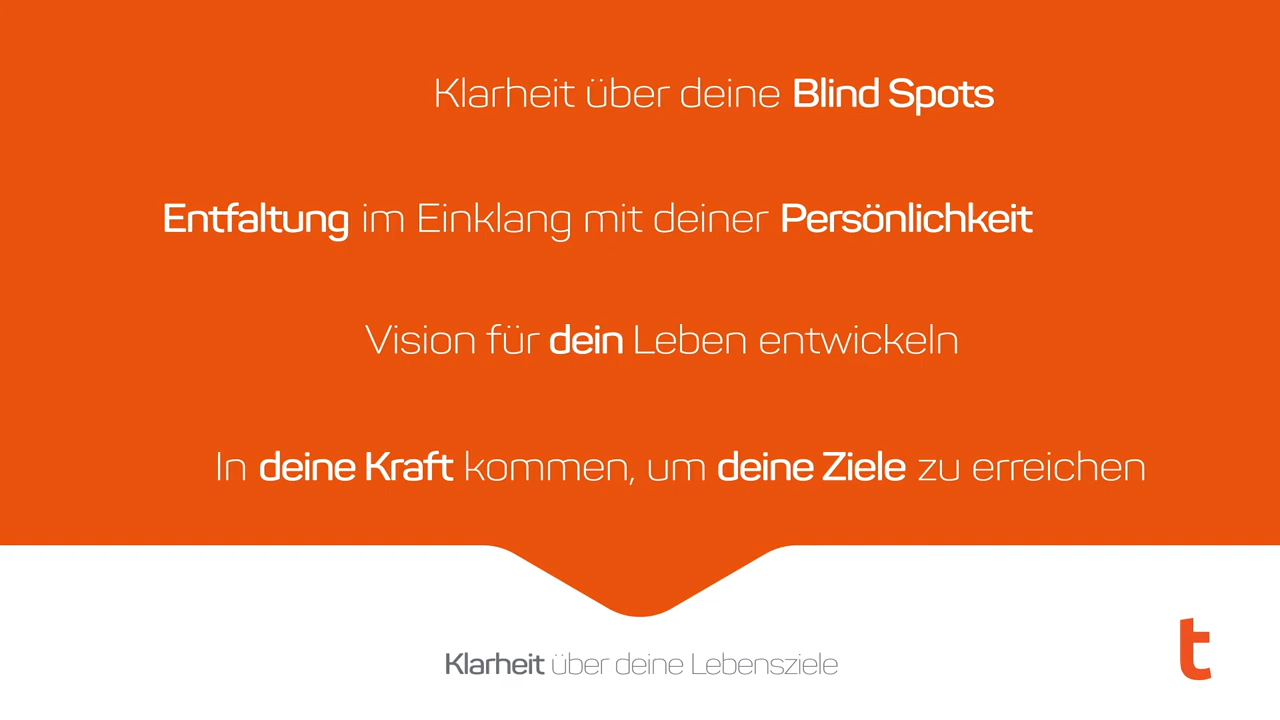 Klarheit über deine Blind Spots
Entfaltung im Einklang mit deiner Persönlichkeit
Vision für dein Leben entwickeln
In deine Kraft kommen, um deine Ziele zu erreichen
Klarheit über deine Lebensziele
t